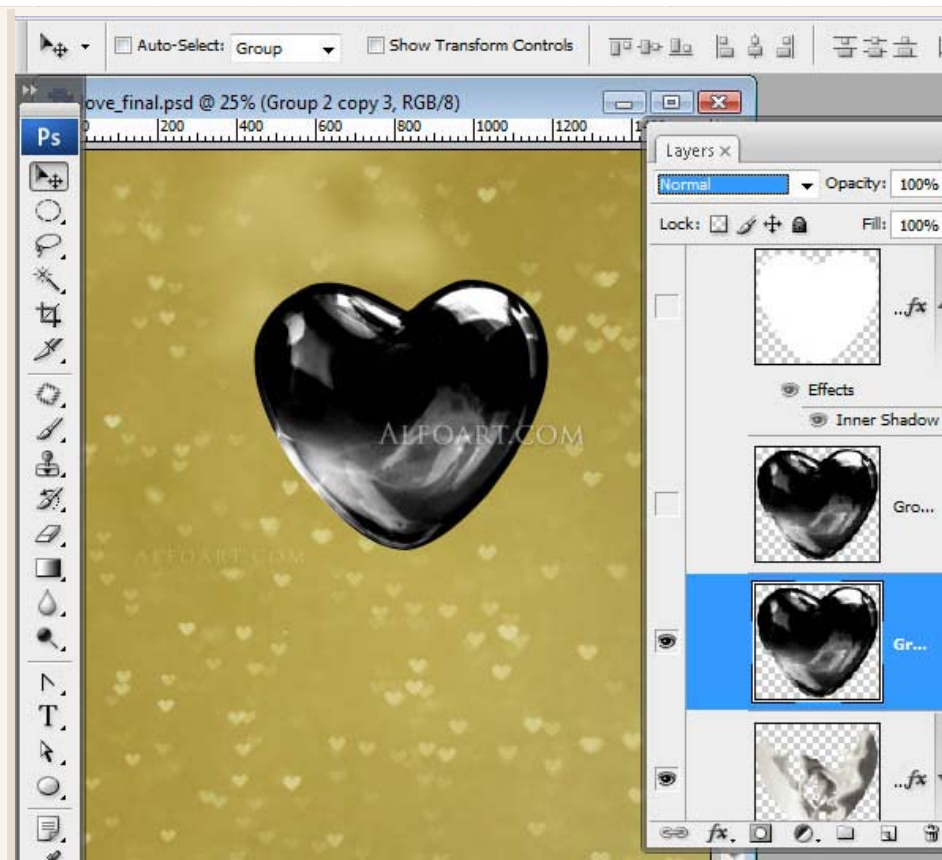 Auto-Select: Group Show Transform Controls
ove_final.psd @ 25% (Group 2 copy 3, RGB/8)
Ps
200 400 600 800 1000 1200
Layers ×
Normal Opacity: 100%
Lock: Fill: 100%
...fx
Effects
Inner Shadow
ALFOART.COM
Gro...
ALFOART.COM
Gr...
T
...fx
fx.